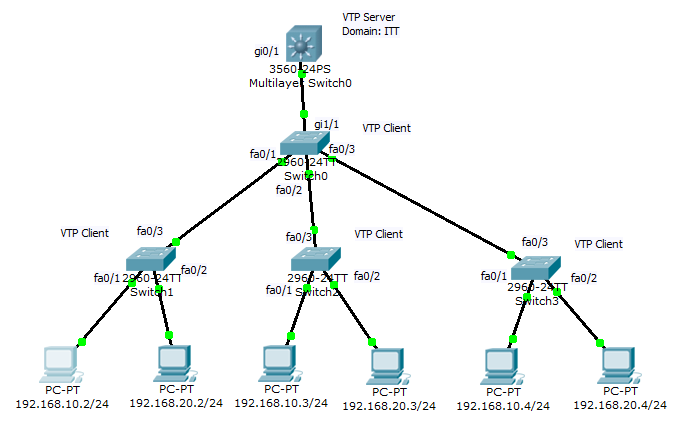 VTP Server
Domain: ITT
gi0/1
3560-24PS
Multilayer Switch0
gi1/1
VTP Client
fa0/1
fa0/3
2960-24TT
Switch0
fa0/2
VTP Client
fa0/3
fa0/1
2960-24TT
Switch1
fa0/2
VTP Client
fa0/3
fa0/1
2960-24TT
Switch2
fa0/2
VTP Client
fa0/3
fa0/1
2960-24TT
Switch3
fa0/2
PC-PT
192.168.10.2/24
PC-PT
192.168.20.2/24
PC-PT
192.168.10.3/24
PC-PT
192.168.20.3/24
PC-PT
192.168.10.4/24
PC-PT
192.168.20.4/24